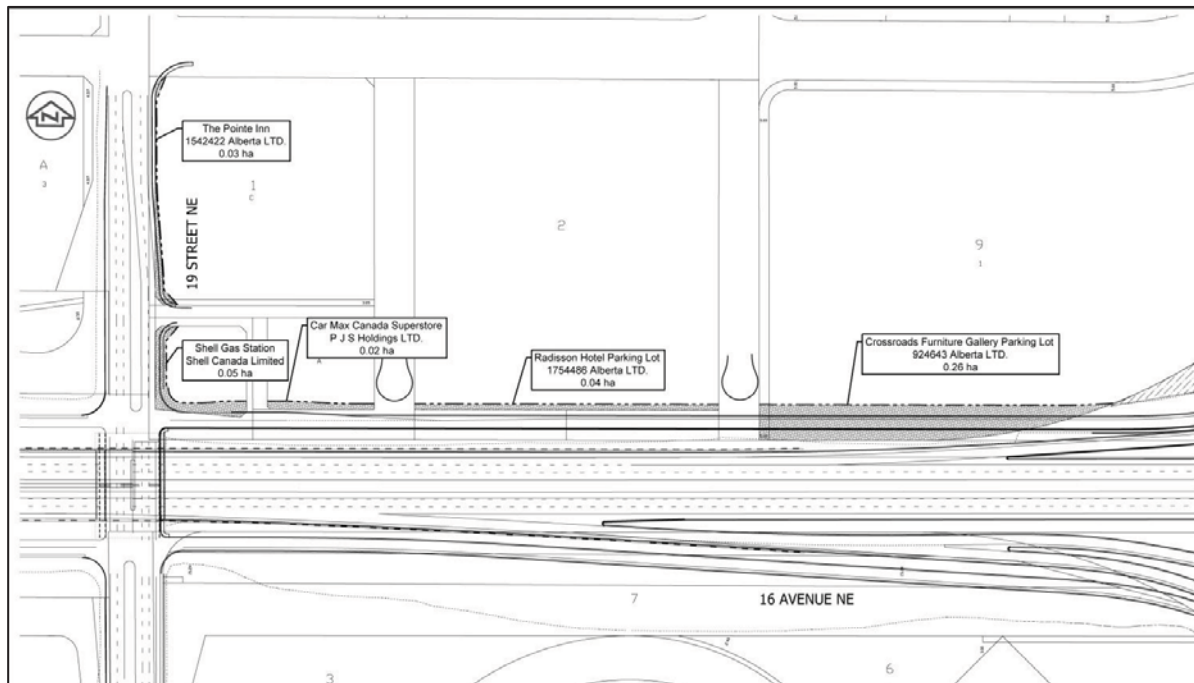 N
The Pointe Inn
1542422 Alberta LTD.
0.03 ha
A
1
C
19 STREET NE
2
9
1
Car Max Canada Superstore
P J S Holdings LTD.
0.02 ha
A
Shell Gas Station
Shell Canada Limited
0.05 ha
Radisson Hotel Parking Lot
1754486 Alberta LTD.
0.04 ha
Crossroads Furniture Gallery Parking Lot
924643 Alberta LTD.
0.26 ha
7
16 AVENUE NE
3
6